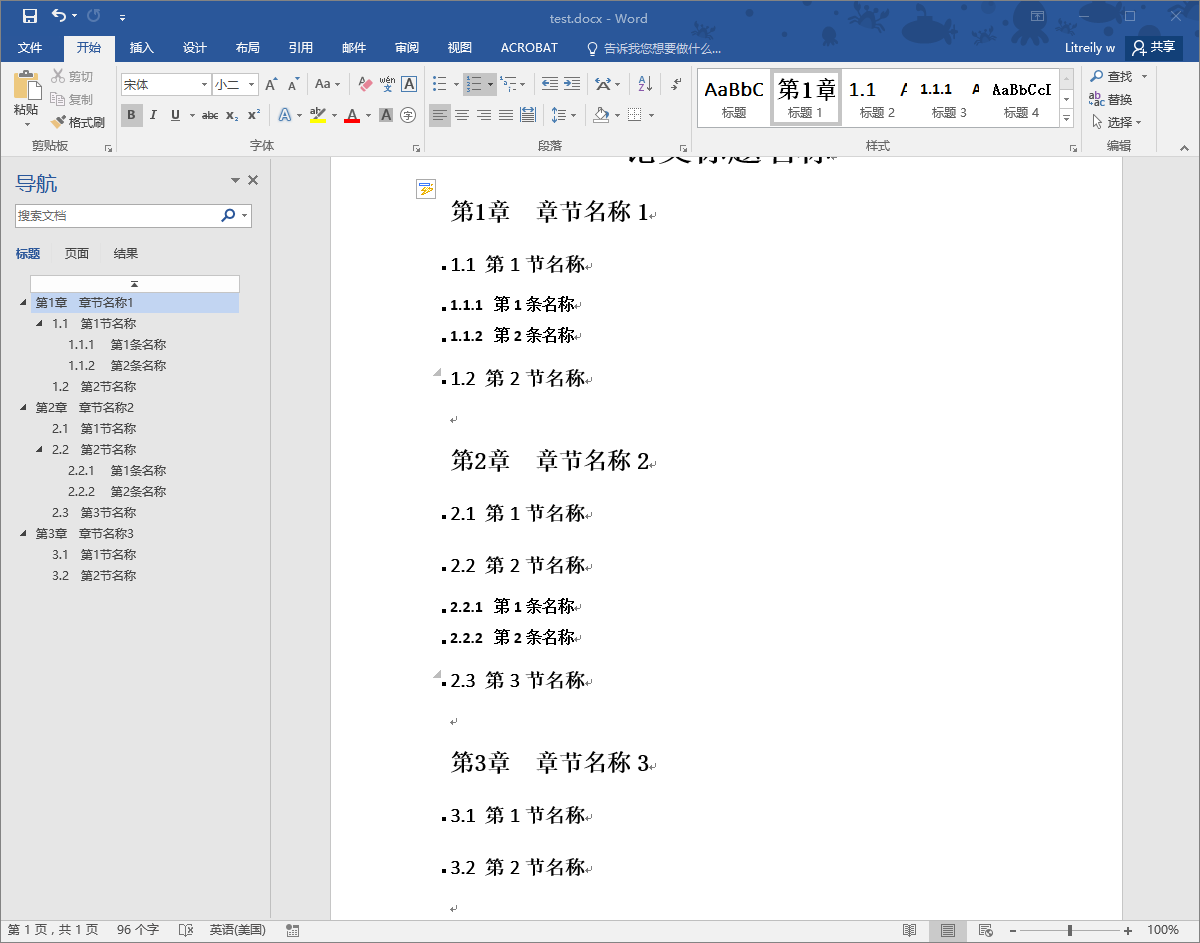 test.docx - Word
文件 开始 插入 设计 布局 引用 邮件 审阅 视图 ACROBAT 告诉我您想要做什么... Litreily w 共享
粘贴
剪切
复制
格式刷
剪贴板
宋体 小二 A A Aa wén 文 A
B I U abc x₂ x² A aby A A 字
字体
段落
AaBbC 第1章 1.1 A 1.1.1 A AaBbCcI
标题 标题 1 标题 2 标题 3 标题 4
样式
查找
替换
选择
编辑
导航
搜索文档
标题 页面 结果
第1章 章节名称1
1.1 第1节名称
1.1.1 第1条名称
1.1.2 第2条名称
1.2 第2节名称
第2章 章节名称2
2.1 第1节名称
2.2 第2节名称
2.2.1 第1条名称
2.2.2 第2条名称
2.3 第3节名称
第3章 章节名称3
3.1 第1节名称
3.2 第2节名称
论文标题名称
第1章 章节名称 1
1.1 第 1 节名称
1.1.1 第 1 条名称
1.1.2 第 2 条名称
1.2 第 2 节名称
第2章 章节名称 2
2.1 第 1 节名称
2.2 第 2 节名称
2.2.1 第 1 条名称
2.2.2 第 2 条名称
2.3 第 3 节名称
第3章 章节名称 3
3.1 第 1 节名称
3.2 第 2 节名称
第 1 页，共 1 页 96 个字 英语(美国) 100%